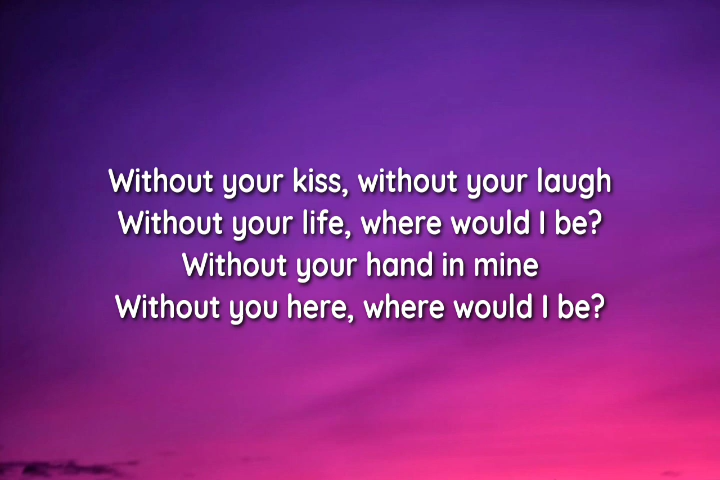 Without your kiss, without your laugh
Without your life, where would I be?
Without your hand in mine
Without you here, where would I be?